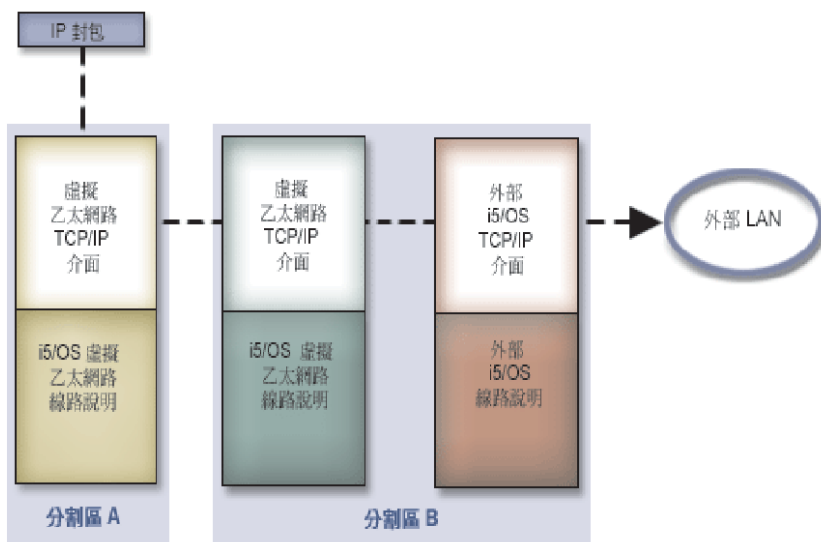 IP 封包
虛擬
乙太網路
TCP/IP
介面
i5/OS 虛擬
乙太網路
線路說明
分割區 A
虛擬
乙太網路
TCP/IP
介面
i5/OS 虛擬
乙太網路
線路說明
外部
i5/OS
TCP/IP
介面
外部
i5/OS
線路說明
分割區 B
外部 LAN